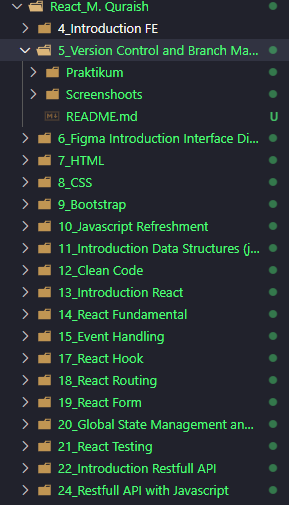 React_M. Quraish
4_Introduction FE
5_Version Control and Branch Ma...
Praktikum
Screenshoots
README.md U
6_Figma Introduction Interface Di...
7_HTML
8_CSS
9_Bootstrap
10_Javascript Refreshment
11_Introduction Data Structures (j...
12_Clean Code
13_Introduction React
14_React Fundamental
15_Event Handling
17_React Hook
18_React Routing
19_React Form
20_Global State Management an...
21_React Testing
22_Introduction Restfull API
24_Restfull API with Javascript